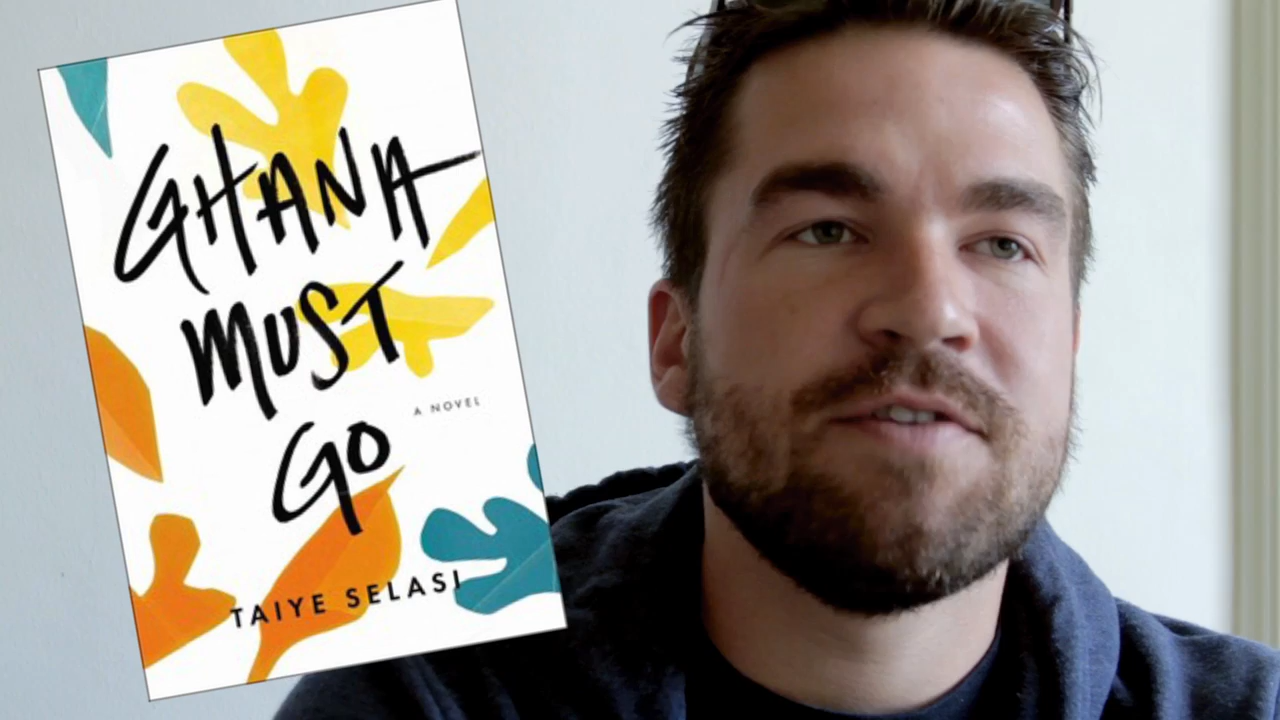 GHANA
MUST
GO
A NOVEL
TAIYE SELASI